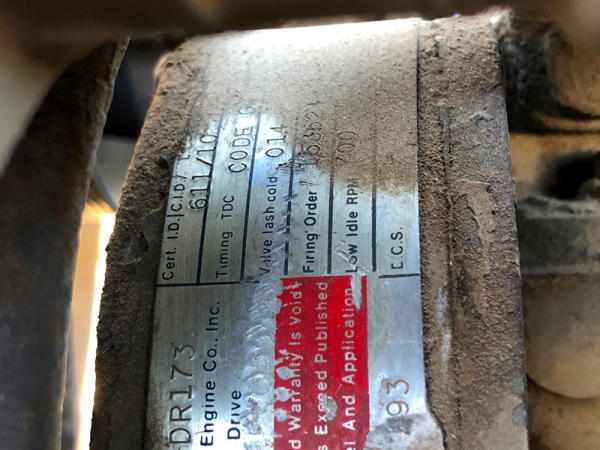 Cert. I.D. C.I.D./
611/10
Timing TDC CODE
Valve lash cold 014
Firing Order
Low Idle RPM 700
E.C.S.
DR173
Engine Co., Inc.
Drive
d Warranty Is Void
s Exceed Published
el And Application
93